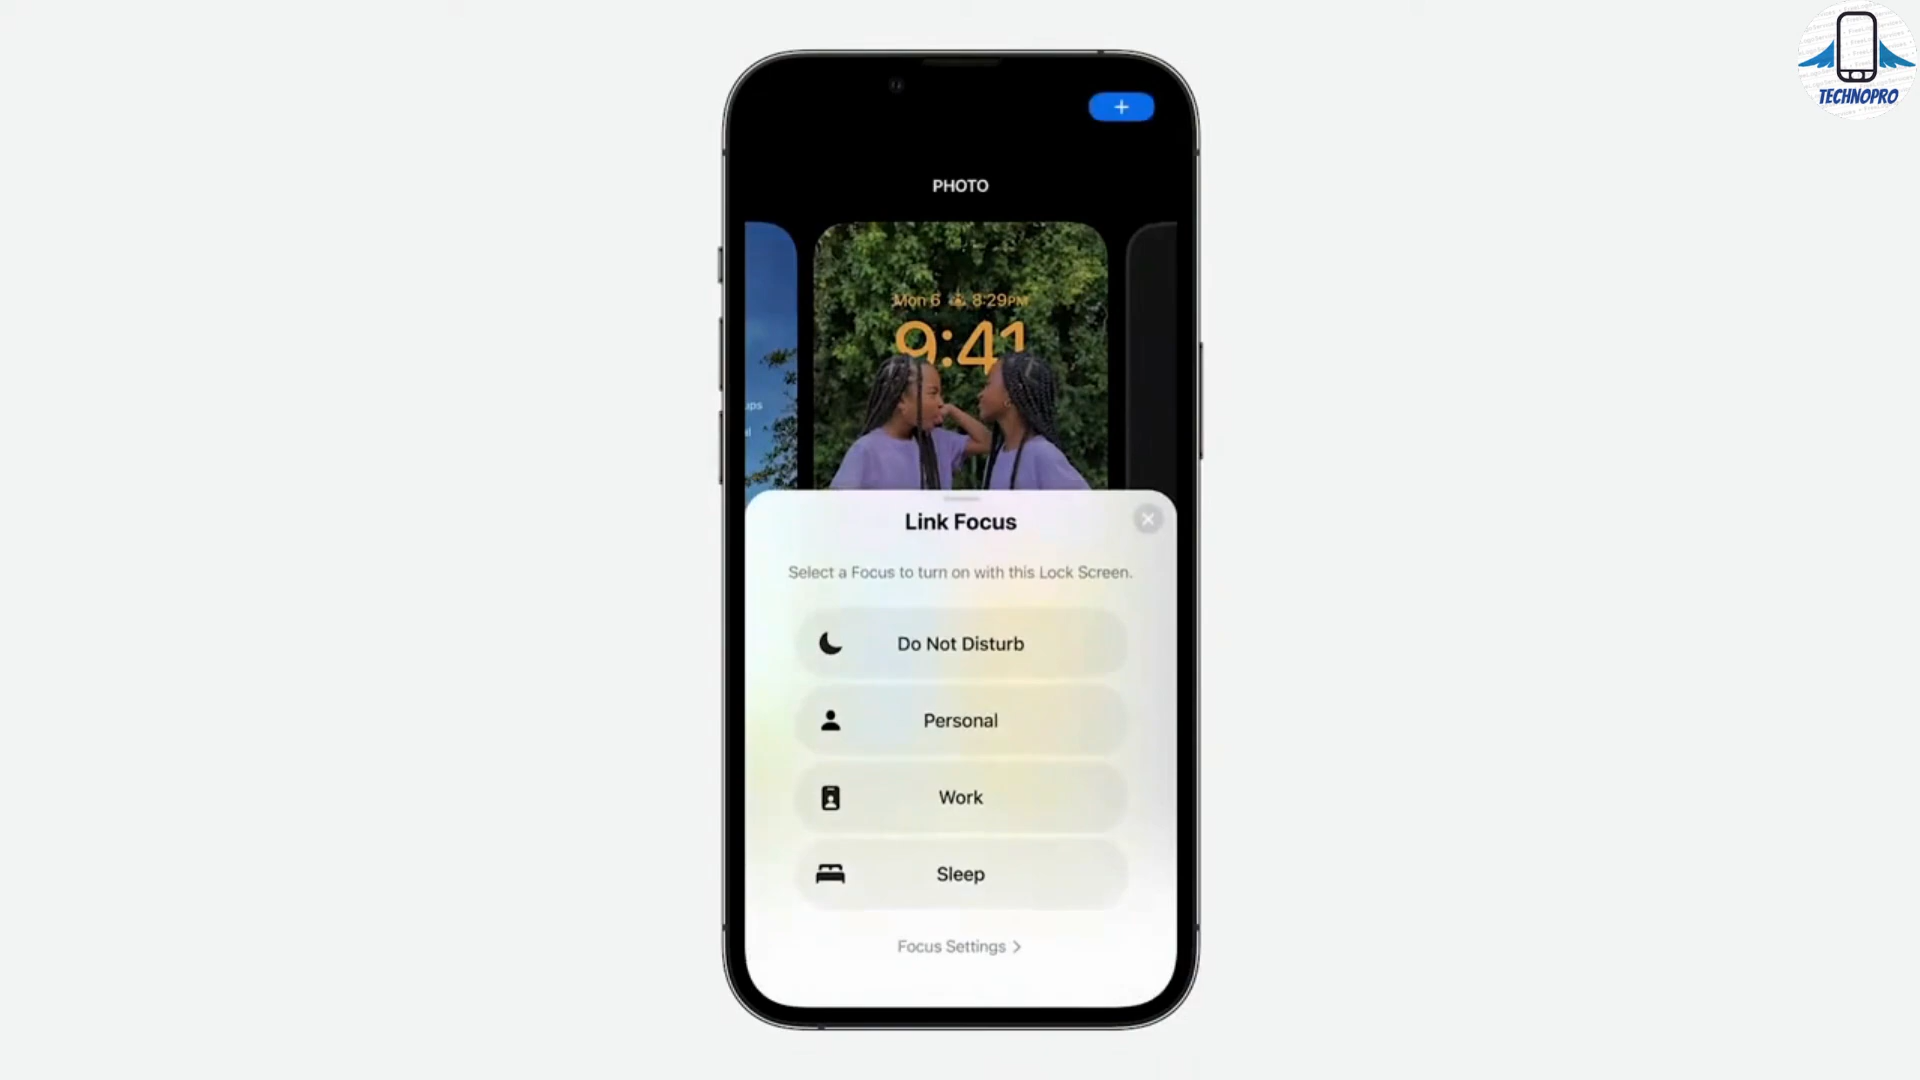 TECHNOPRO
+
PHOTO
Mon 6 8:29PM
9:41
Link Focus
Select a Focus to turn on with this Lock Screen.
Do Not Disturb
Personal
Work
Sleep
Focus Settings >